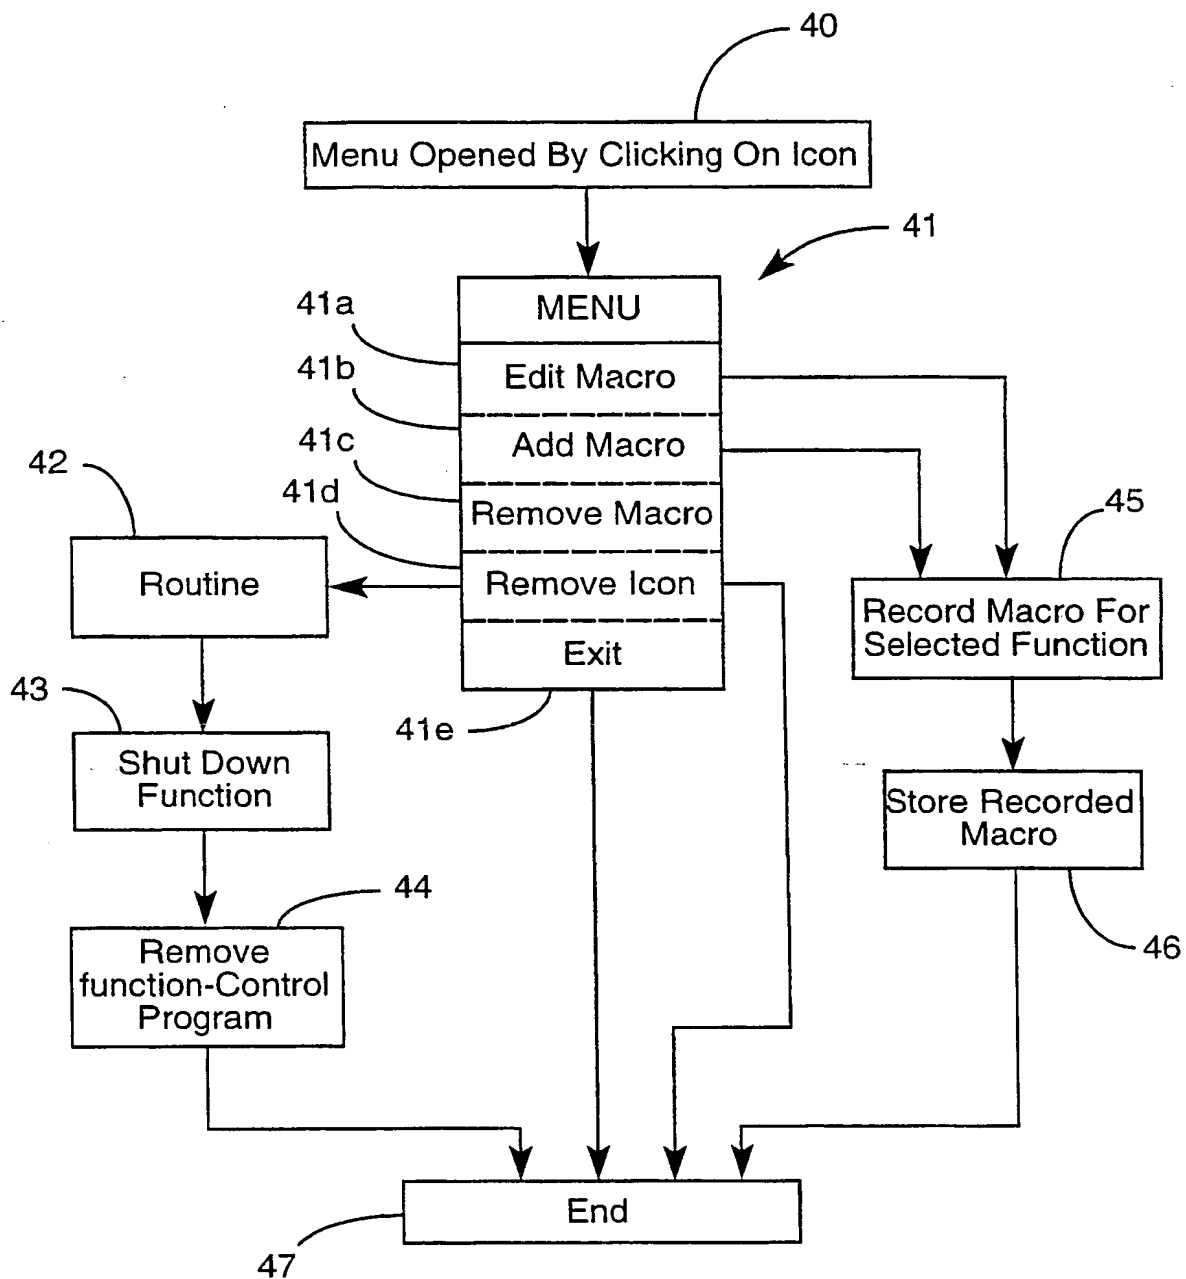 40
Menu Opened By Clicking On Icon
41
MENU
41a
Edit Macro
41b
Add Macro
41c
Remove Macro
41d
Remove Icon
Exit
41e
42
Routine
43
Shut Down
Function
44
Remove
function-Control
Program
45
Record Macro For
Selected Function
Store Recorded
Macro
46
End
47